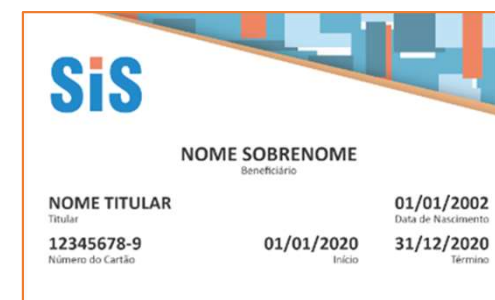 SiS
NOME SOBRENOME
Beneficiário
NOME TITULAR 01/01/2002
Titular Data de Nascimento
12345678-9 01/01/2020 31/12/2020
Número do Cartão Início Término